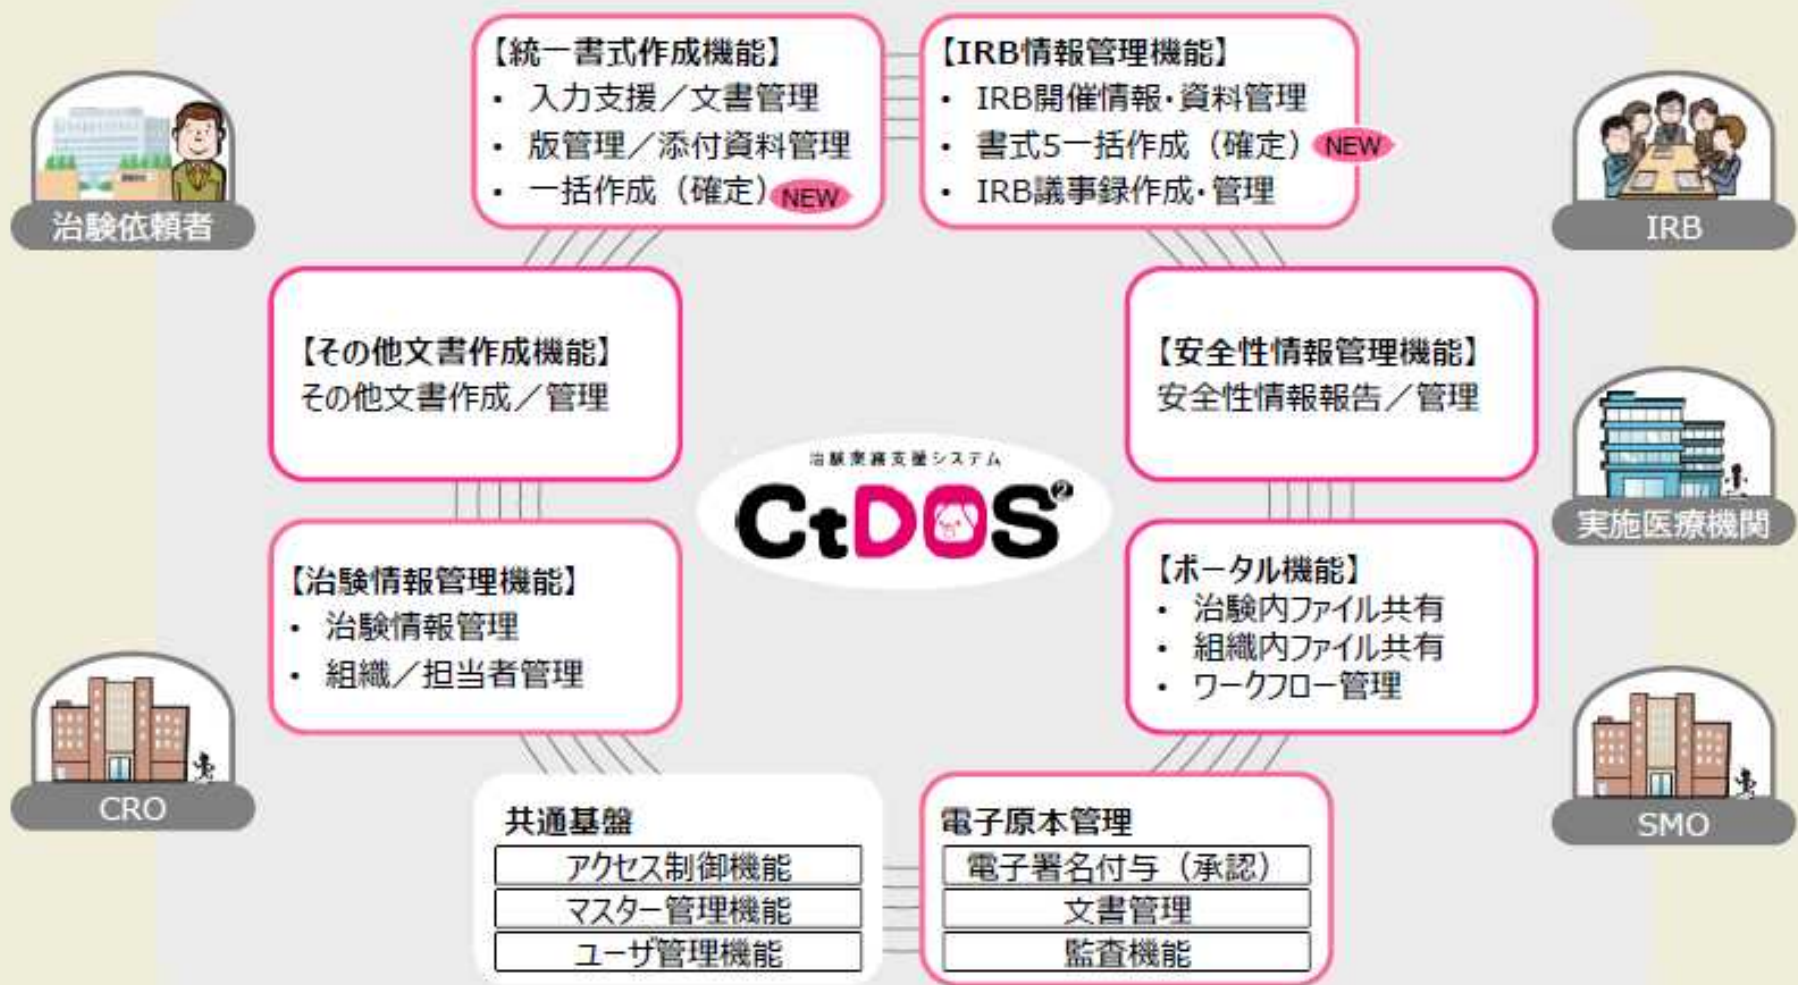 【統一書式作成機能】
・ 入力支援／文書管理
・ 版管理／添付資料管理
・ 一括作成（確定） NEW
【IRB情報管理機能】
・ IRB開催情報・資料管理
・ 書式5一括作成（確定） NEW
・ IRB議事録作成・管理
治験依頼者
IRB
【その他文書作成機能】
その他文書作成／管理
【安全性情報管理機能】
安全性情報報告／管理
治験業務支援システム
CtDOS2
実施医療機関
【治験情報管理機能】
・ 治験情報管理
・ 組織／担当者管理
【ポータル機能】
・ 治験内ファイル共有
・ 組織内ファイル共有
・ ワークフロー管理
CRO
SMO
共通基盤
アクセス制御機能
マスター管理機能
ユーザ管理機能
電子原本管理
電子署名付与（承認）
文書管理
監査機能